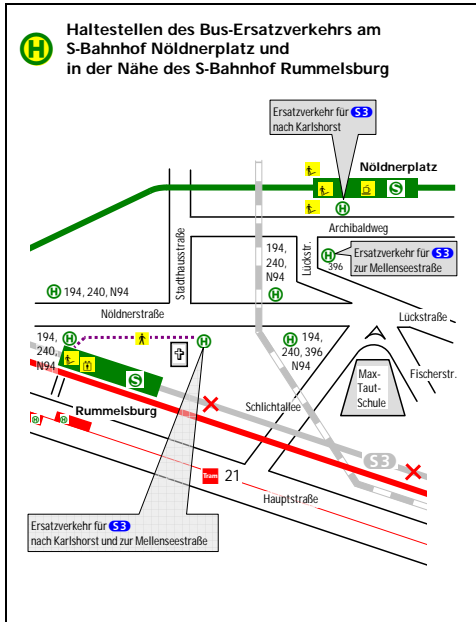 H
Haltestellen des Bus-Ersatzverkehrs am
S-Bahnhof Nöldnerplatz und
in der Nähe des S-Bahnhof Rummelsburg
Ersatzverkehr für S3
nach Karlshorst
Nöldnerplatz
S
H
Archibaldweg
Stadthausstraße
Lückstr.
194,
240,
N94
H
H
396
Ersatzverkehr für S3
zur Mellenseestraße
H 194, 240, N94
Nöldnerstraße
Lückstraße
194,
240,
N94
H
H
H 194,
240, 396
N94
Fischerstr.
S
Max-
Taut-
Schule
Rummelsburg
Schlichtallee
H
H
S3
Tram 21
Hauptstraße
Ersatzverkehr für S3
nach Karlshorst und zur Mellenseestraße